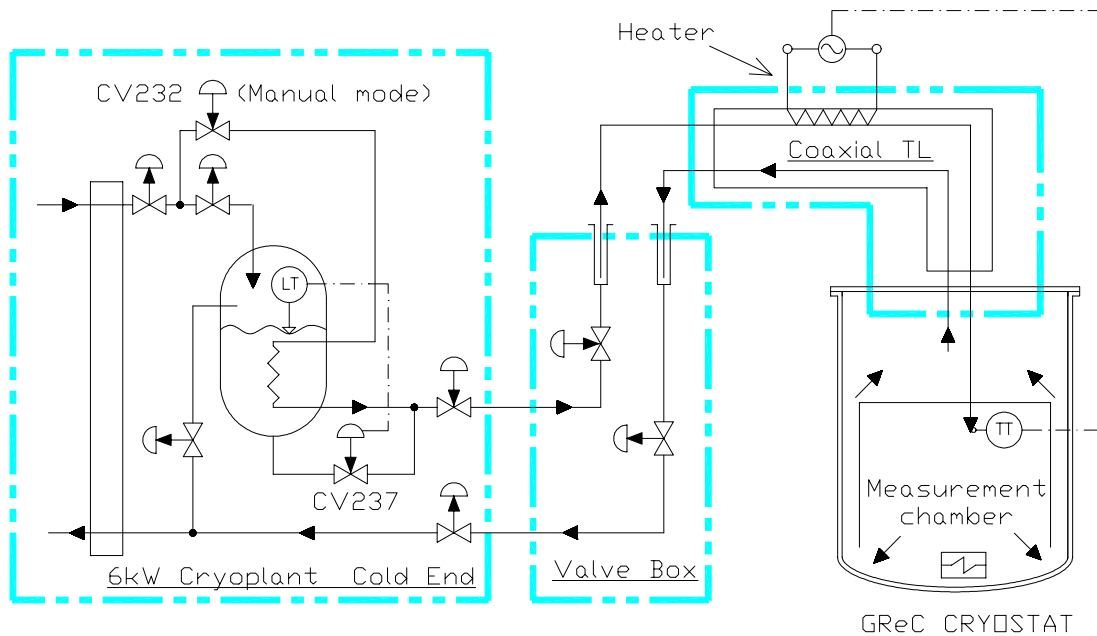 Heater
CV232 (Manual mode)
Coaxial TL
LT
TT
CV237
Measurement
chamber
6kW Cryoplant Cold End
Valve Box
GReC CRYOSTAT